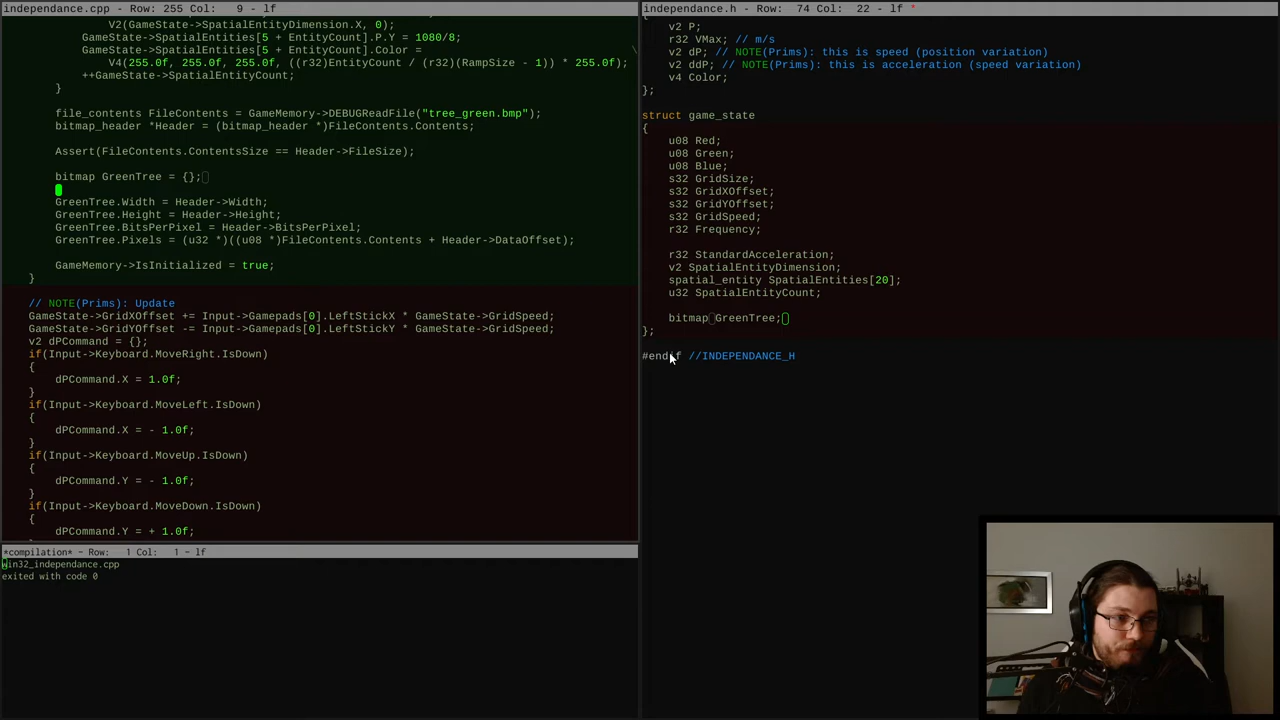 independance.cpp - Row: 255 Col:   9 - lf
V2(GameState->SpatialEntityDimension.X, 0);
GameState->SpatialEntities[5 + EntityCount].P.Y = 1080/8;
GameState->SpatialEntities[5 + EntityCount].Color =
V4(255.0f, 255.0f, 255.0f, ((r32)EntityCount / (r32)(RampSize - 1)) * 255.0f);
++GameState->SpatialEntityCount;
}
file_contents FileContents = GameMemory->DEBUGReadFile("tree_green.bmp");
bitmap_header *Header = (bitmap_header *)FileContents.Contents;
Assert(FileContents.ContentsSize == Header->FileSize);
bitmap GreenTree = {};
GreenTree.Width = Header->Width;
GreenTree.Height = Header->Height;
GreenTree.BitsPerPixel = Header->BitsPerPixel;
GreenTree.Pixels = (u32 *)((u08 *)FileContents.Contents + Header->DataOffset);
GameMemory->IsInitialized = true;
}
// NOTE(Prims): Update
GameState->GridXOffset += Input->Gamepads[0].LeftStickX * GameState->GridSpeed;
GameState->GridYOffset -= Input->Gamepads[0].LeftStickY * GameState->GridSpeed;
v2 dPCommand = {};
if(Input->Keyboard.MoveRight.IsDown)
{
dPCommand.X = 1.0f;
}
if(Input->Keyboard.MoveLeft.IsDown)
{
dPCommand.X = - 1.0f;
}
if(Input->Keyboard.MoveUp.IsDown)
{
dPCommand.Y = - 1.0f;
}
if(Input->Keyboard.MoveDown.IsDown)
{
dPCommand.Y = + 1.0f;
*compilation* - Row:   1 Col:   1 - lf
win32_independance.cpp
exited with code 0
independance.h - Row:  74 Col:  22 - lf *
{
v2 P;
r32 VMax; // m/s
v2 dP; // NOTE(Prims): this is speed (position variation)
v2 ddP; // NOTE(Prims): this is acceleration (speed variation)
v4 Color;
};
struct game_state
{
u08 Red;
u08 Green;
u08 Blue;
s32 GridSize;
s32 GridXOffset;
s32 GridYOffset;
s32 GridSpeed;
r32 Frequency;
r32 StandardAcceleration;
v2 SpatialEntityDimension;
spatial_entity SpatialEntities[20];
u32 SpatialEntityCount;
bitmap GreenTree;
};
#endif //INDEPENDANCE_H